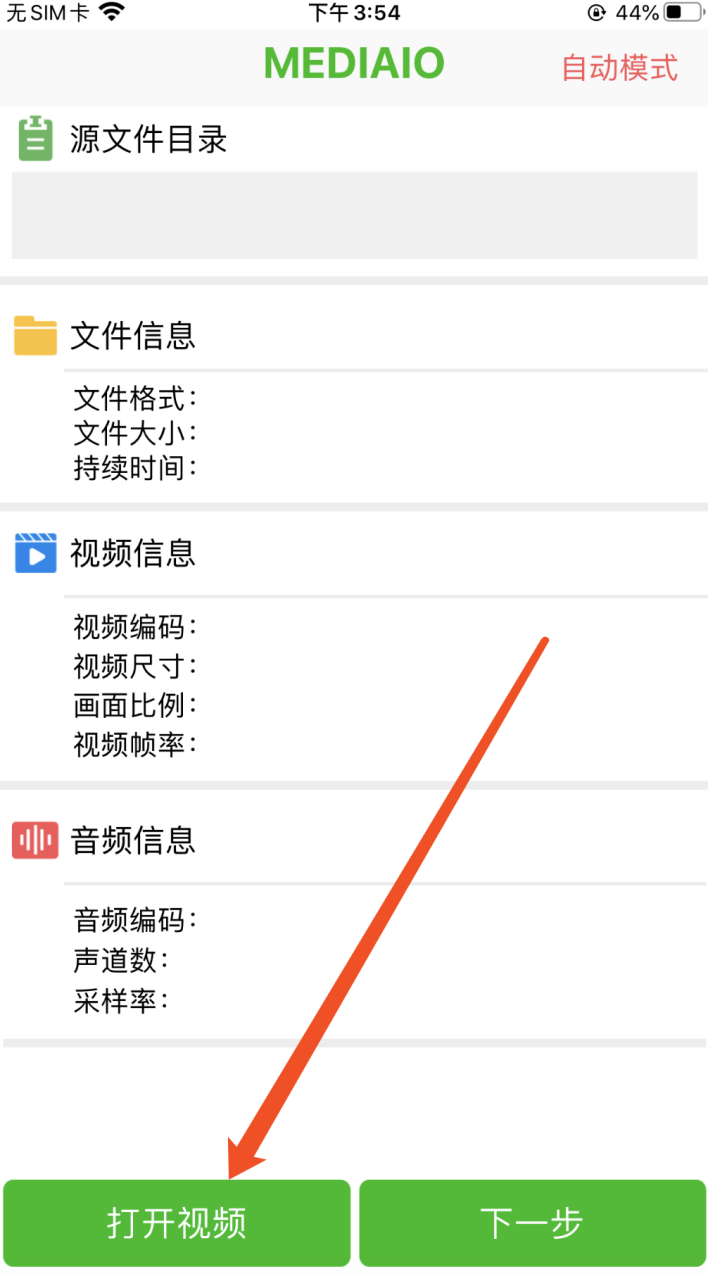 无SIM卡 下午3:54 44%
MEDIAIO 自动模式
源文件目录
文件信息
文件格式：
文件大小：
持续时间：
视频信息
视频编码：
视频尺寸：
画面比例：
视频帧率：
音频信息
音频编码：
声道数：
采样率：
打开视频 下一步